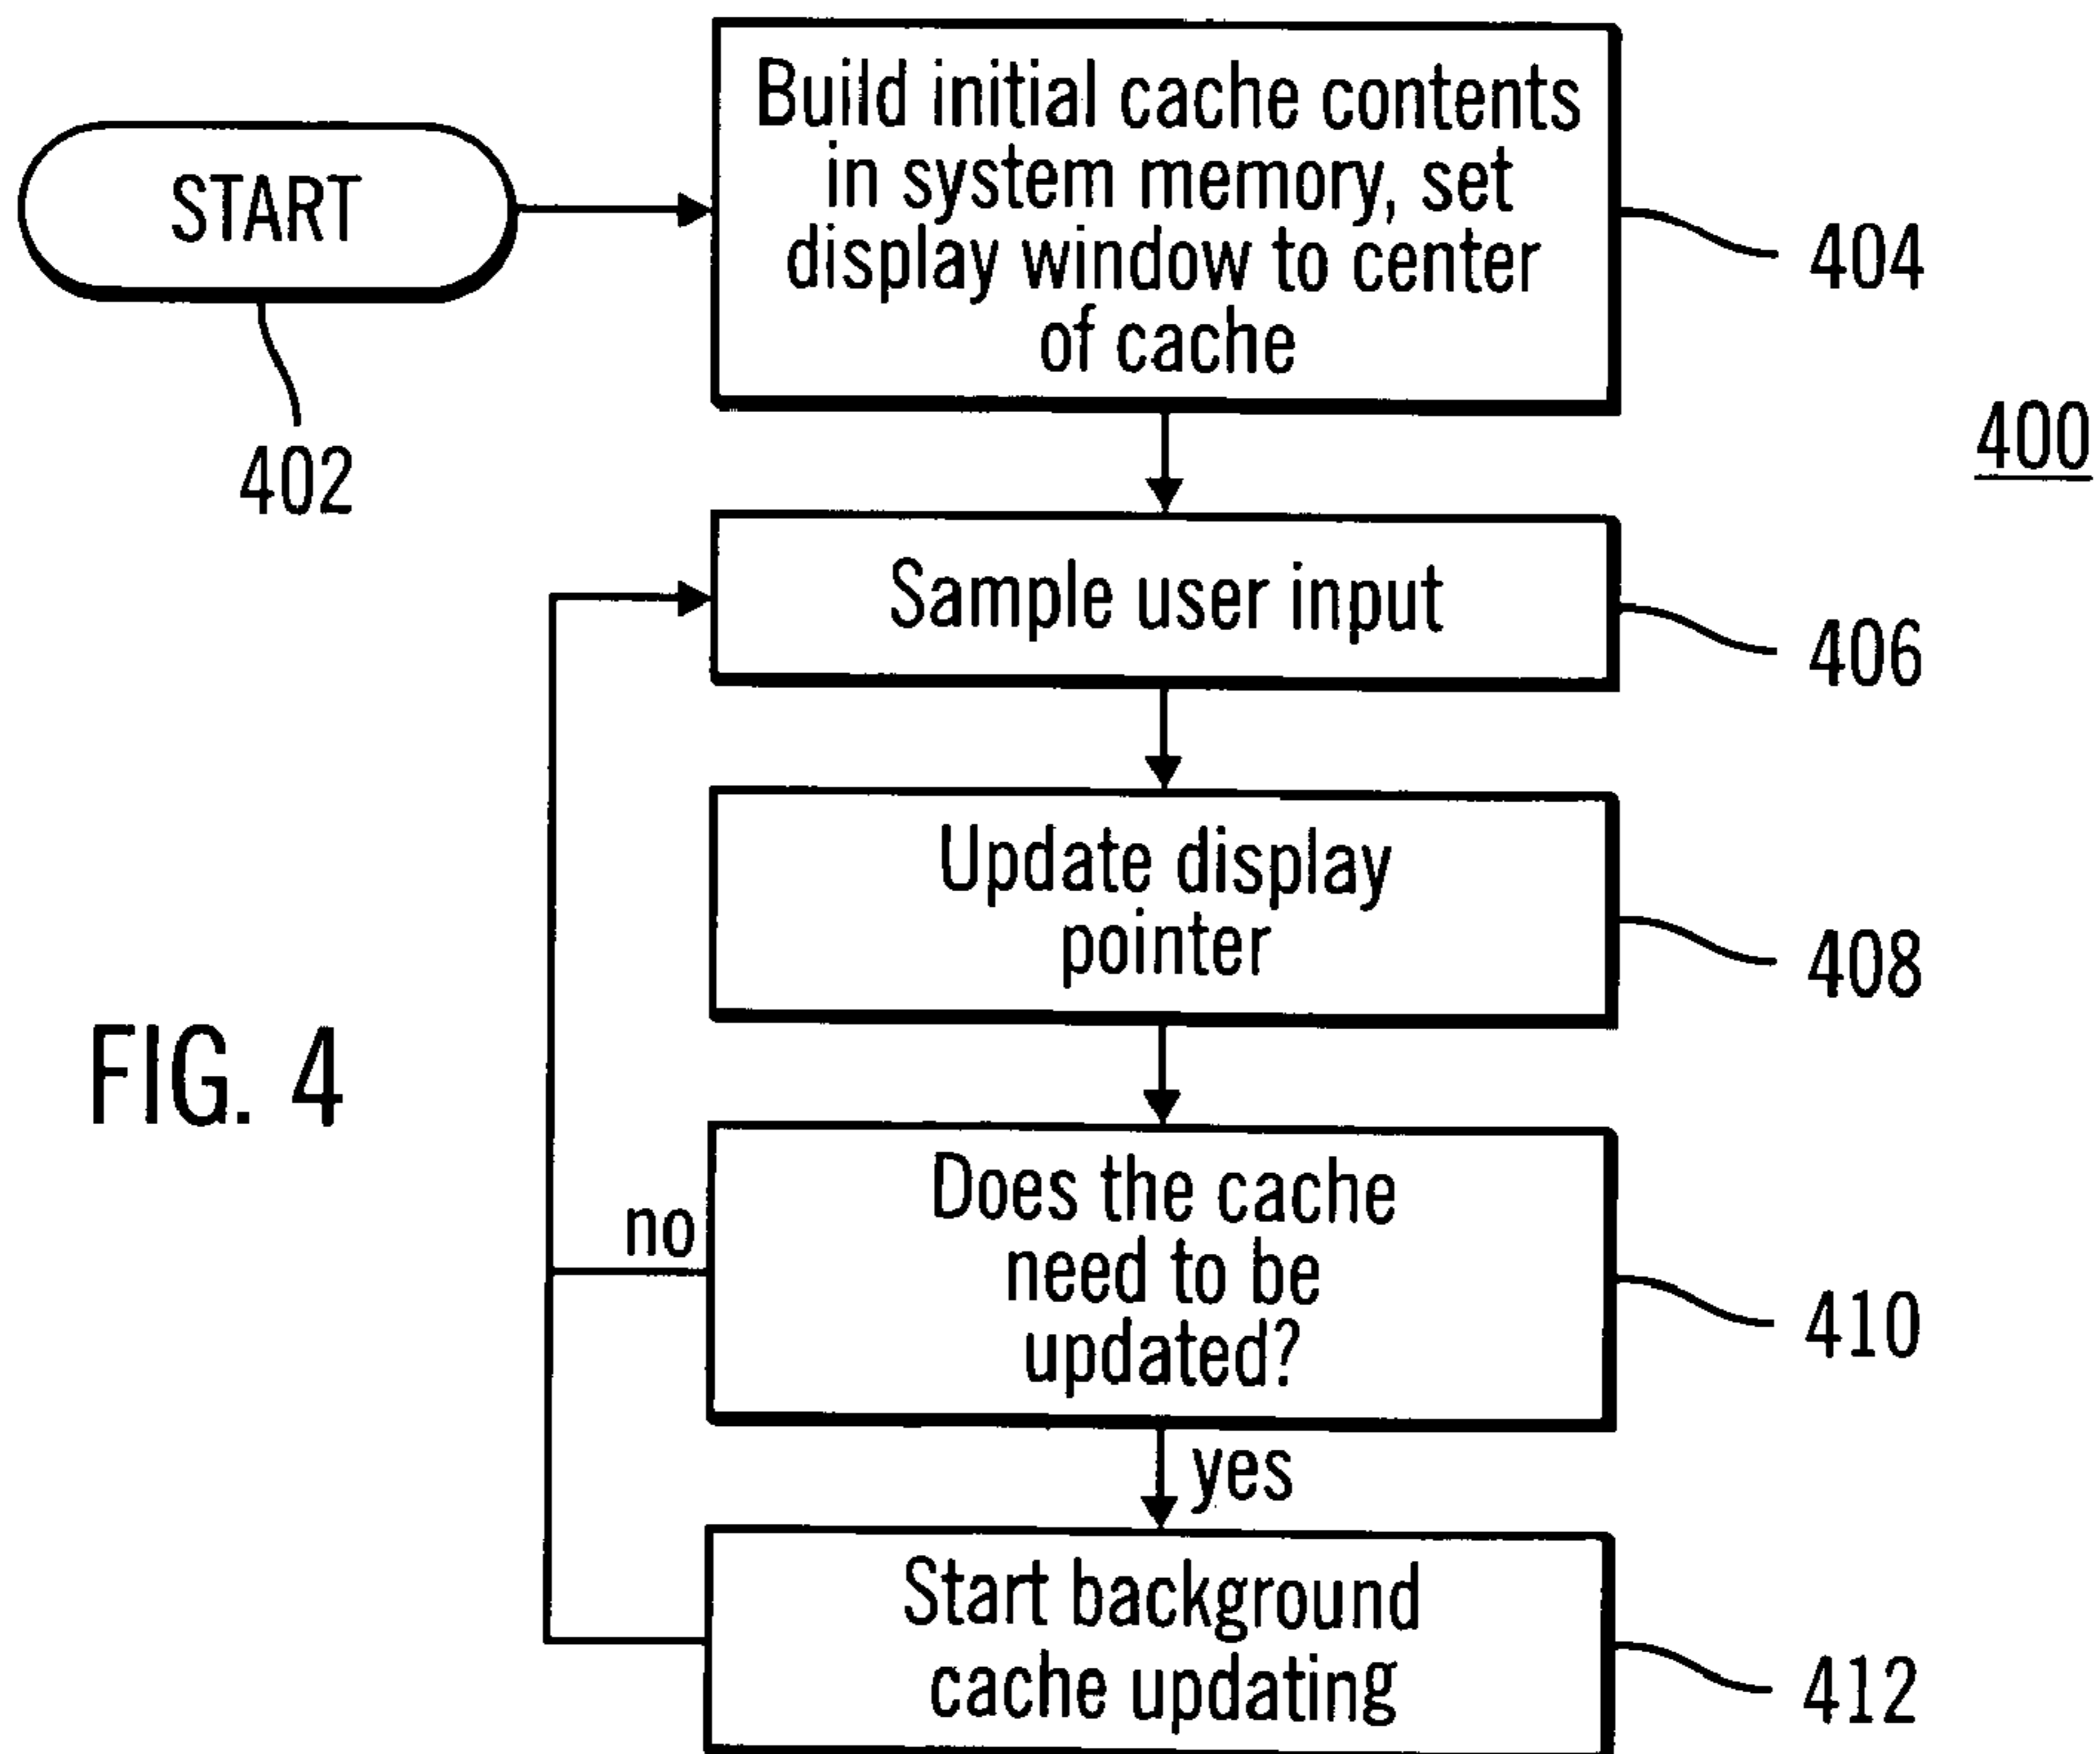 START
402
Build initial cache contents
in system memory, set
display window to center
of cache
404
400
Sample user input
406
Update display
pointer
408
FIG. 4
Does the cache
need to be
updated?
no
410
yes
Start background
cache updating
412